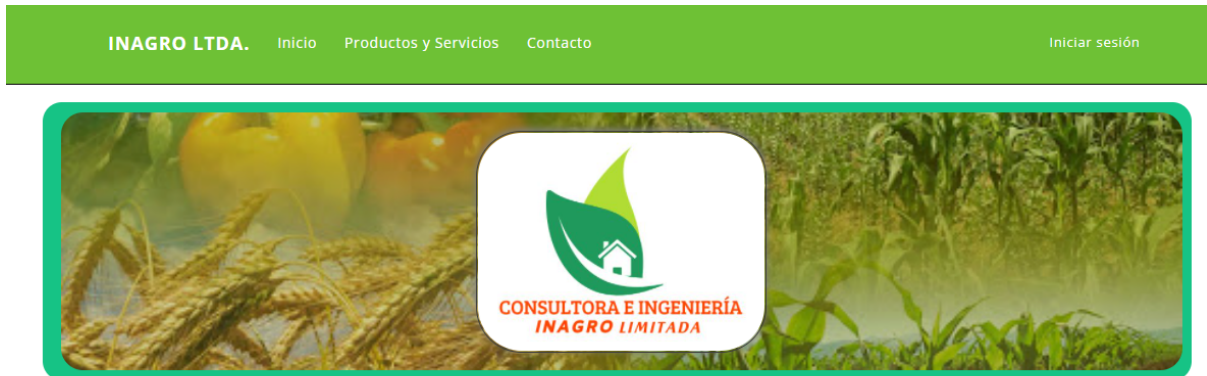 INAGRO LTDA. Inicio Productos y Servicios Contacto Iniciar sesión
CONSULTORA E INGENIERÍA
INAGRO LIMITADA